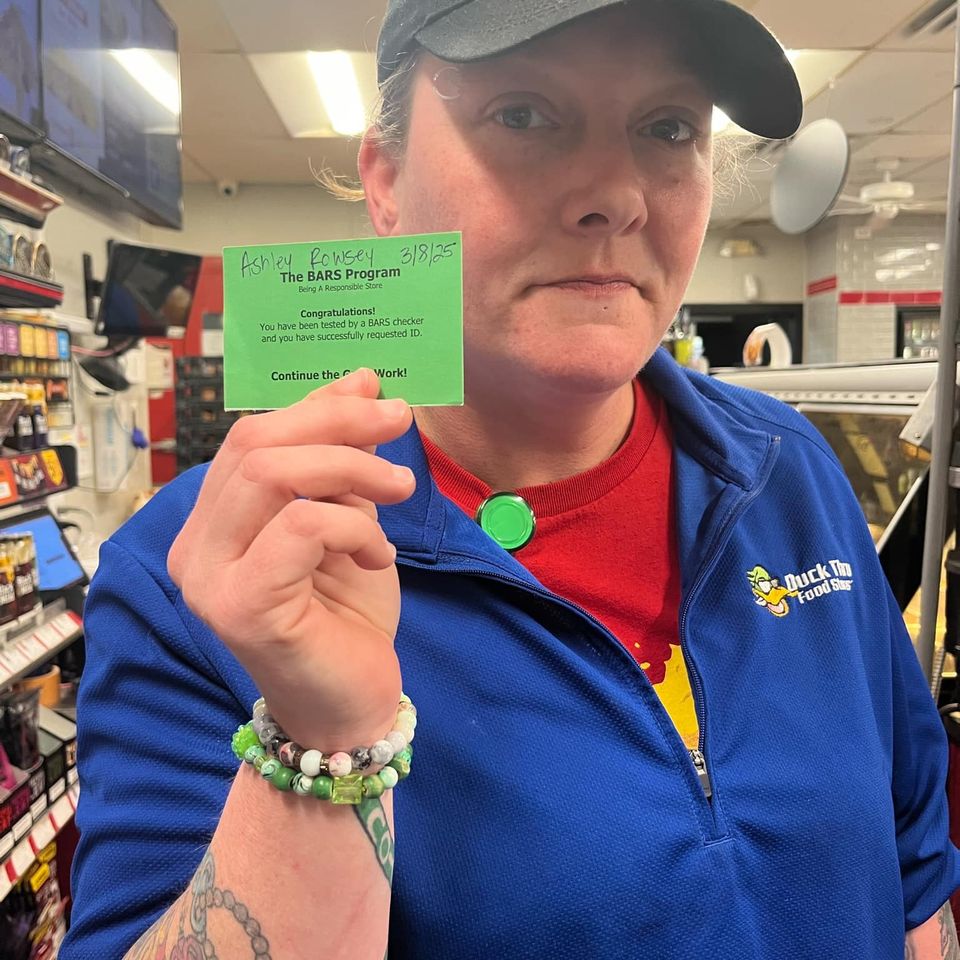 Ashley Rowsey 3/8/25
The BARS Program
Being A Responsible Store
Congratulations!
You have been tested by a BARS checker
and you have successfully requested ID.
Continue the Work!
Duck Thru
Food Stores